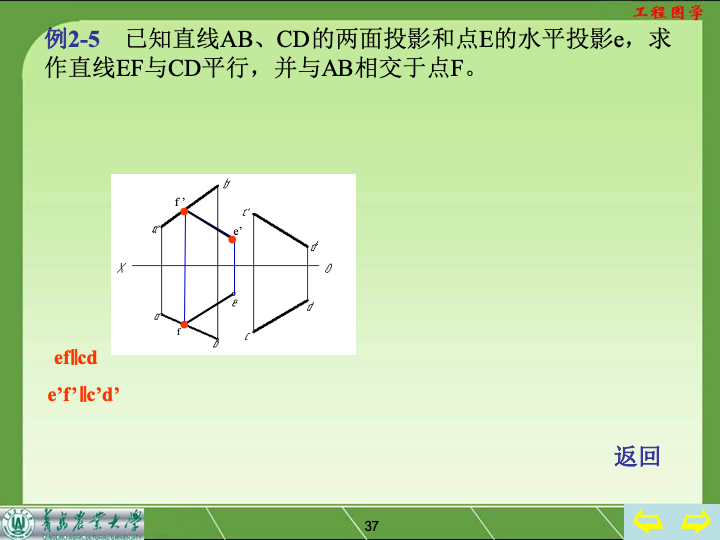 工程图学
例2-5 已知直线AB、CD的两面投影和点E的水平投影e，求
作直线EF与CD平行，并与AB相交于点F。
b
f’
c'
a'
e’
d'
X
O
e
a
d
f
b
c
ef∥cd
e’f’∥c’d’
返回
青岛农业大学
37